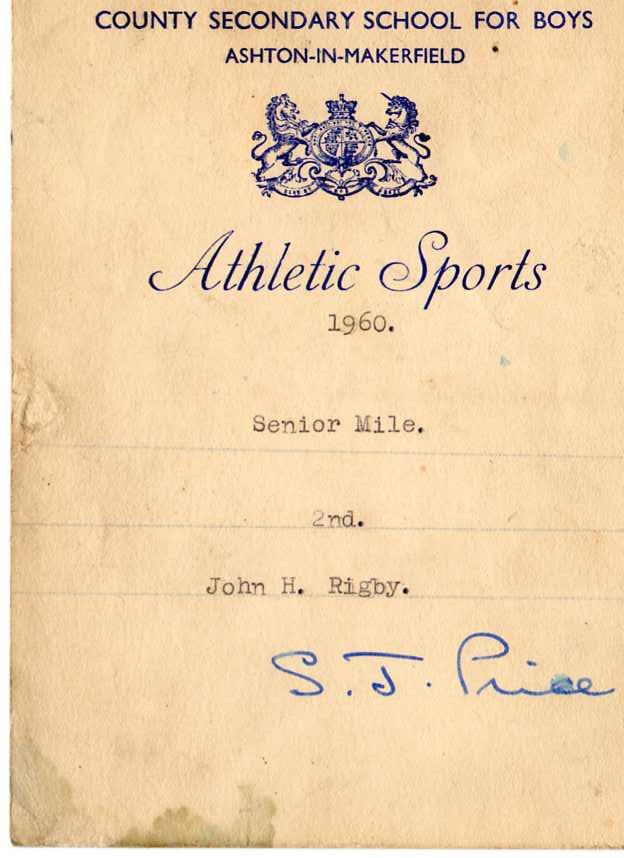 COUNTY SECONDARY SCHOOL FOR BOYS
ASHTON-IN-MAKERFIELD
Athletic Sports
1960.
Senior Mile.
2nd.
John H. Rigby.
S. J. Price